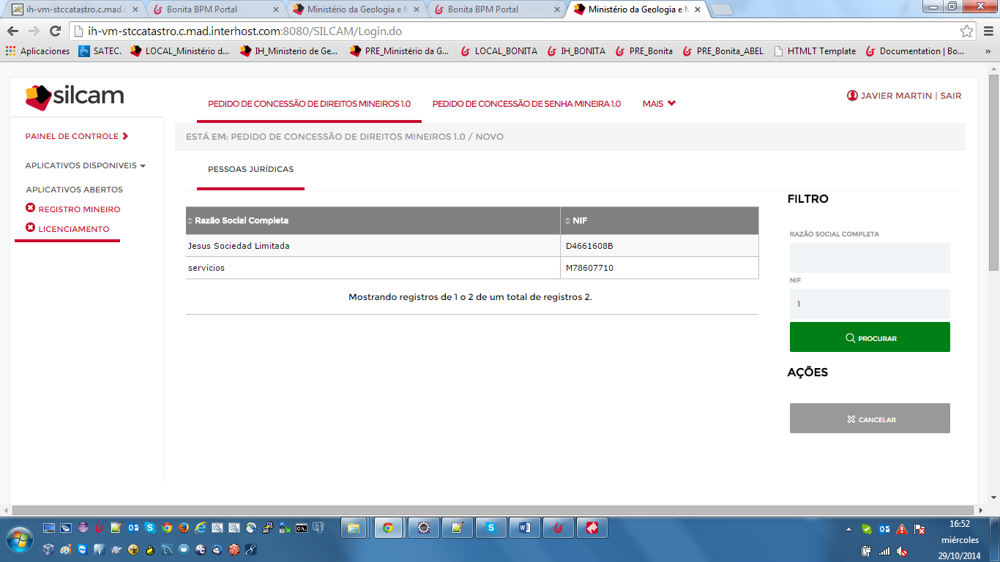 ih-vm-stccatastro.c.mad.i
Bonita BPM Portal
Ministério da Geologia e M
Bonita BPM Portal
Ministério da Geologia e M
ih-vm-stccatastro.c.mad.interhost.com:8080/SILCAM/Login.do
Aplicaciones
SATEC.
LOCAL_Ministério d...
IH_Ministerio de Ge...
PRE_Ministério da G...
LOCAL_BONITA
IH_BONITA
PRE_Bonita
PRE_Bonita_ABEL
HTMLT Template
Documentation | Bo...
»
silcam
PEDIDO DE CONCESSÃO DE DIREITOS MINEIROS 1.0
PEDIDO DE CONCESSÃO DE SENHA MINEIRA 1.0
MAIS
JAVIER MARTIN | SAIR
PAINEL DE CONTROLE
APLICATIVOS DISPONIVEIS
APLICATIVOS ABERTOS
REGISTRO MINEIRO
LICENCIAMENTO
ESTÁ EM: PEDIDO DE CONCESSÃO DE DIREITOS MINEIROS 1.0 / NOVO
PESSOAS JURÍDICAS
Razão Social Completa
NIF
Jesus Sociedad Limitada
D4661608B
servicios
M78607710
Mostrando registros de 1 o 2 de um total de registros 2.
FILTRO
RAZÃO SOCIAL COMPLETA
NIF
1
PROCURAR
AÇÕES
CANCELAR
16:52
miércoles
29/10/2014